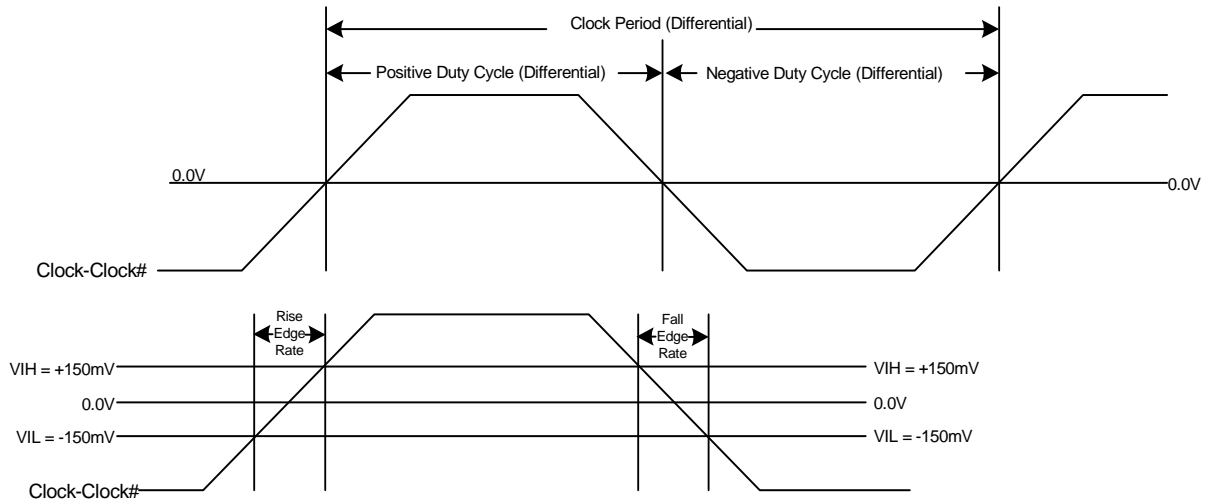 Clock Period (Differential)
Positive Duty Cycle (Differential)
Negative Duty Cycle (Differential)
0.0V
0.0V
Clock-Clock#
Rise
Edge
Rate
Fall
Edge
Rate
VIH = +150mV
VIH = +150mV
0.0V
0.0V
VIL = -150mV
VIL = -150mV
Clock-Clock#